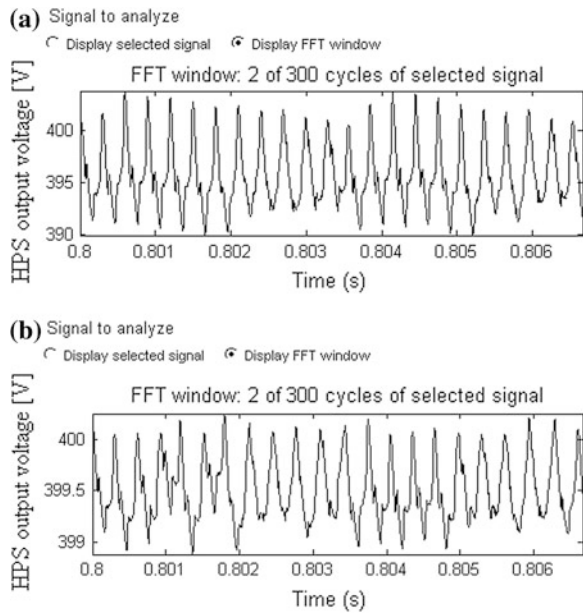 (a) Signal to analyze
Display selected signal Display FFT window
FFT window: 2 of 300 cycles of selected signal
HPS output voltage [V]
400
395
390
0.8 0.801 0.802 0.803 0.804 0.805 0.806
Time (s)
(b) Signal to analyze
Display selected signal Display FFT window
FFT window: 2 of 300 cycles of selected signal
HPS output voltage [V]
400
399.5
399
0.8 0.801 0.802 0.803 0.804 0.805 0.806
Time (s)